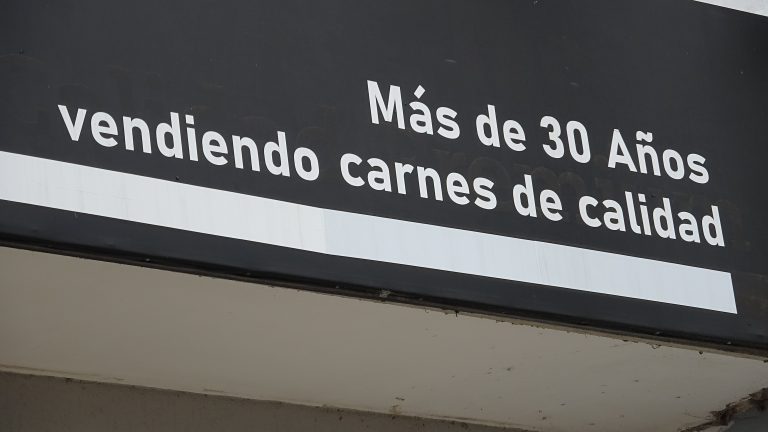 Más de 30 Años
vendiendo carnes de calidad